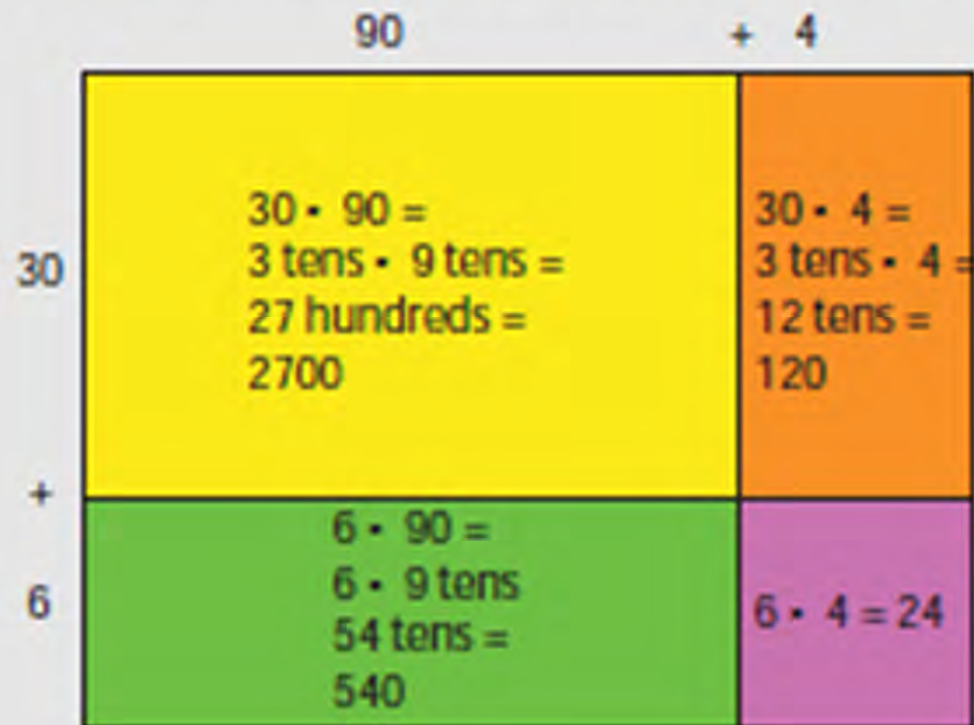 90 + 4
30
30 • 90 =
3 tens • 9 tens =
27 hundreds =
2700
30 • 4 =
3 tens • 4 =
12 tens =
120
+
6
6 • 90 =
6 • 9 tens
54 tens =
540
6 • 4 = 24